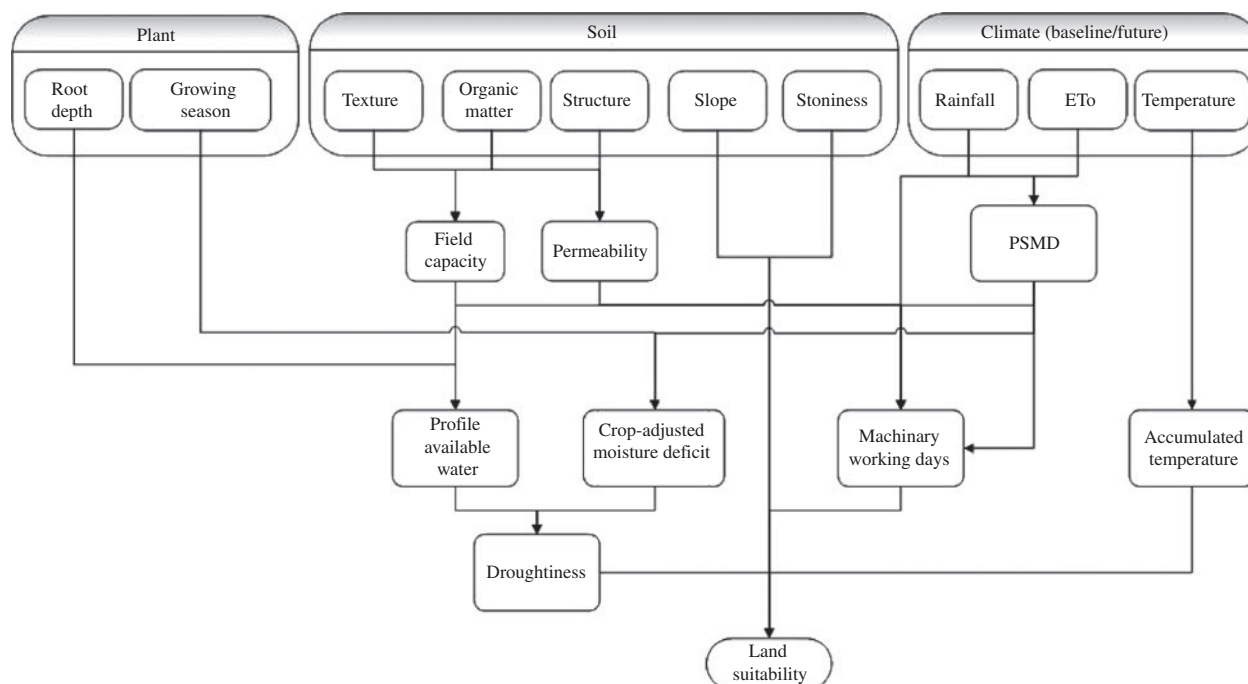 Plant
Soil
Climate (baseline/future)
Root
depth
Growing
season
Texture
Organic
matter
Structure
Slope
Stoniness
Rainfall
ETo
Temperature
Field
capacity
Permeability
PSMD
Profile
available
water
Crop-adjusted
moisture deficit
Machinary
working days
Accumulated
temperature
Droughtiness
Land
suitability